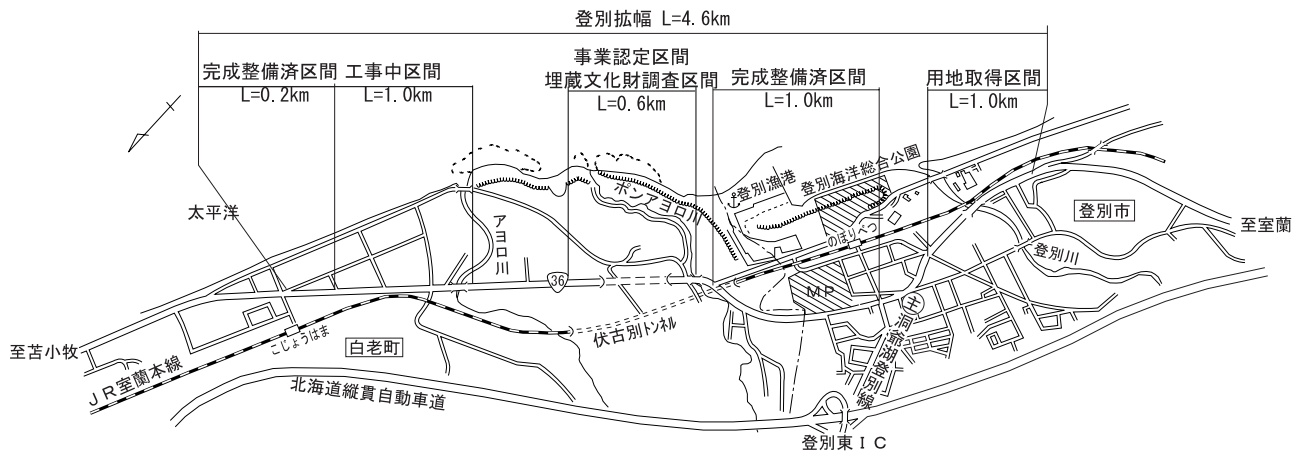 登別拡幅 L=4.6km
完成整備済区間
L=0.2km
工事中区間
L=1.0km
事業認定区間
埋蔵文化財調査区間
L=0.6km
完成整備済区間
L=1.0km
用地取得区間
L=1.0km
太平洋
アヨロ川
ポンアヨロ川
登別漁港
登別海洋総合公園
のぼりべつ
登別市
至室蘭
登別川
36
MP
主
洞爺湖登別線
伏古別トンネル
こじょうはま
白老町
至苫小牧
JR室蘭本線
北海道縦貫自動車道
登別東IC